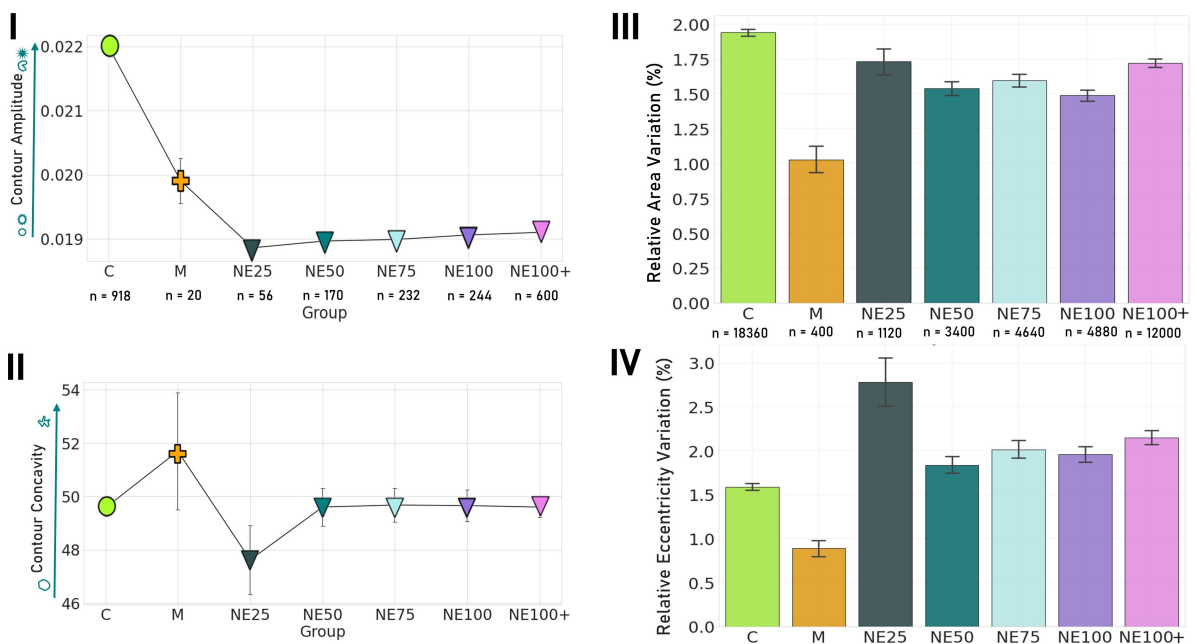 I
Contour Amplitude
0.022
0.021
0.020
0.019
C M NE25 NE50 NE75 NE100 NE100+
n = 918 n = 20 n = 56 n = 170 n = 232 n = 244 n = 600
Group
II
Contour Concavity
54
52
50
48
46
C M NE25 NE50 NE75 NE100 NE100+
Group
III
Relative Area Variation (%)
2.00
1.75
1.50
1.25
1.00
0.75
0.50
0.25
0.00
C M NE25 NE50 NE75 NE100 NE100+
n = 18360 n = 400 n = 1120 n = 3400 n = 4640 n = 4880 n = 12000
IV
Relative Eccentricity Variation (%)
3.0
2.5
2.0
1.5
1.0
0.5
0.0
C M NE25 NE50 NE75 NE100 NE100+